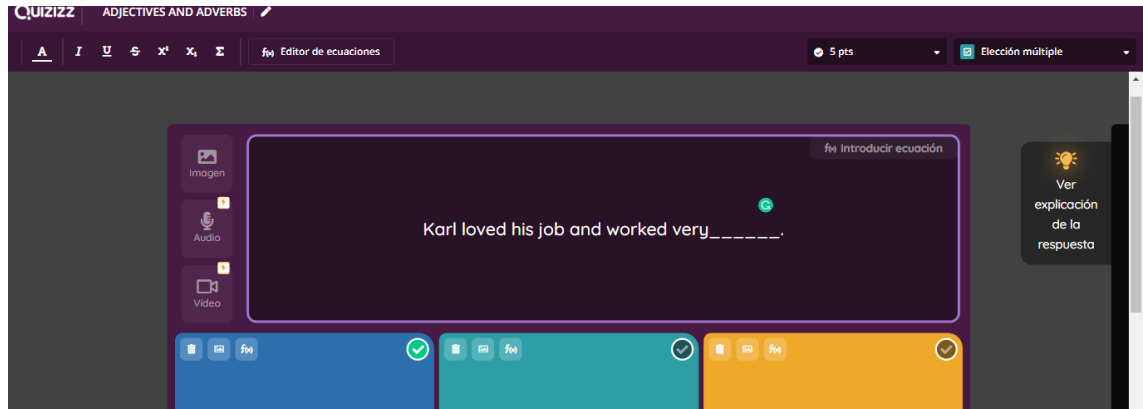 QUIZIZZ ADJECTIVES AND ADVERBS
A I U S X² X₂ Σ f(x) Editor de ecuaciones 5 pts Elección múltiple
f(x) Introducir ecuación
Imagen
Audio
Vídeo
Karl loved his job and worked very______.
Ver
explicación
de la
respuesta
f(x) f(x) f(x)